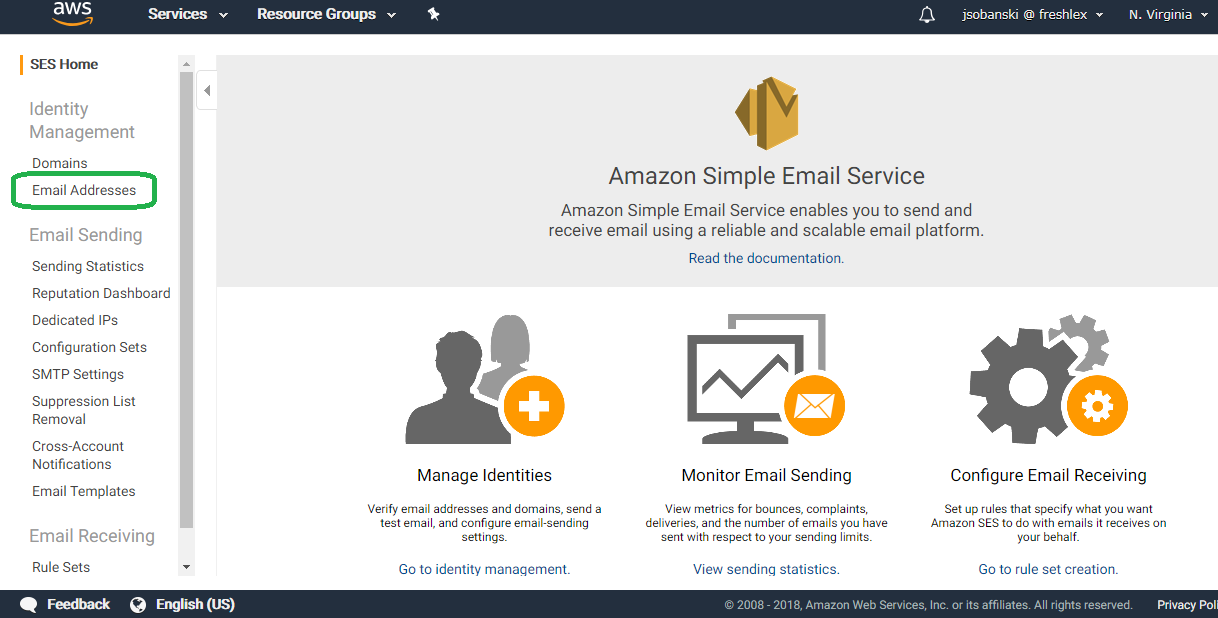 aws
Services
Resource Groups
jsobanski @ freshlex
N. Virginia
SES Home
Identity
Management
Domains
Email Addresses
Email Sending
Sending Statistics
Reputation Dashboard
Dedicated IPs
Configuration Sets
SMTP Settings
Suppression List
Removal
Cross-Account
Notifications
Email Templates
Email Receiving
Rule Sets
Amazon Simple Email Service
Amazon Simple Email Service enables you to send and
receive email using a reliable and scalable email platform.
Read the documentation.
Manage Identities
Verify email addresses and domains, send a
test email, and configure email-sending
settings.
Go to identity management.
Monitor Email Sending
View metrics for bounces, complaints,
deliveries, and the number of emails you have
sent with respect to your sending limits.
View sending statistics.
Configure Email Receiving
Set up rules that specify what you want
Amazon SES to do with emails it receives on
your behalf.
Go to rule set creation.
Feedback
English (US)
© 2008 - 2018, Amazon Web Services, Inc. or its affiliates. All rights reserved.
Privacy Poli